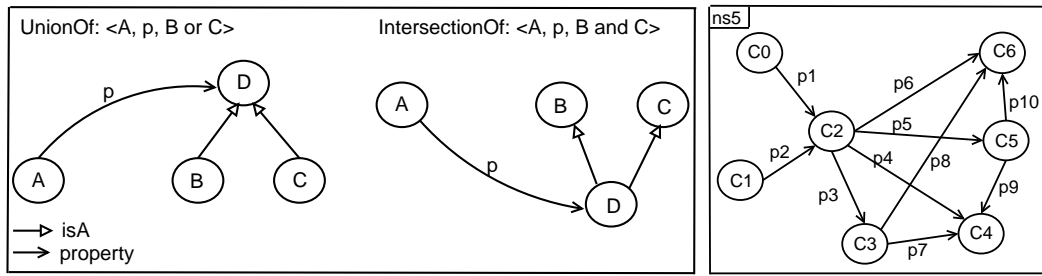 UnionOf: <A, p, B or C>
D
p
A
B
C
isA
property
IntersectionOf: <A, p, B and C>
A
B
C
p
D
ns5
C0
C6
p1
p6
p10
C2
p5
C5
p2
p4
p8
C1
p3
p9
C3
p7
C4